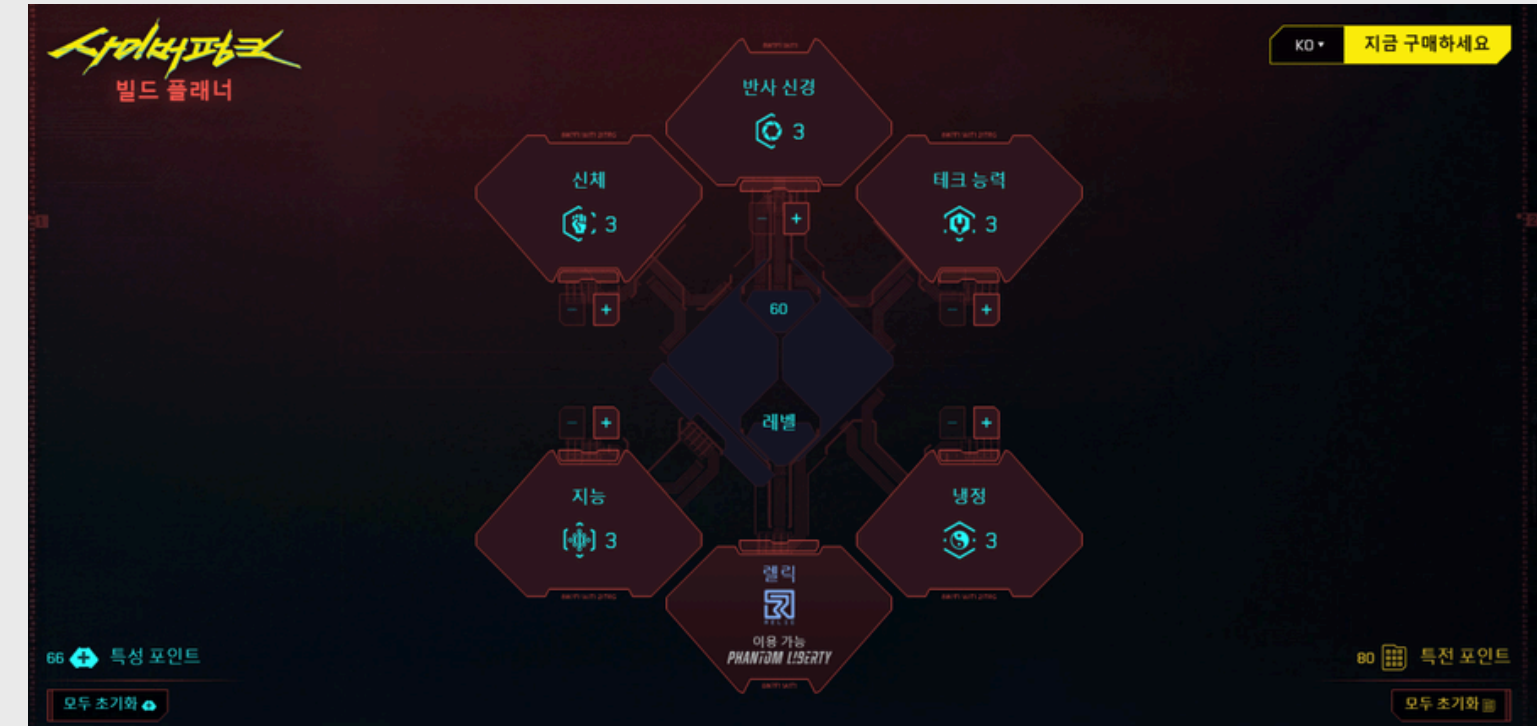 사이버펑크
빌드 플래너
KO
지금 구매하세요
반사 신경
3
신체
3
테크 능력
3
- +
- +
- +
60
레벨
- +
- +
지능
3
냉정
3
렐릭
RELIC
이용 가능
PHANTOM LIBERTY
66 특성 포인트
모두 초기화
80 특전 포인트
모두 초기화